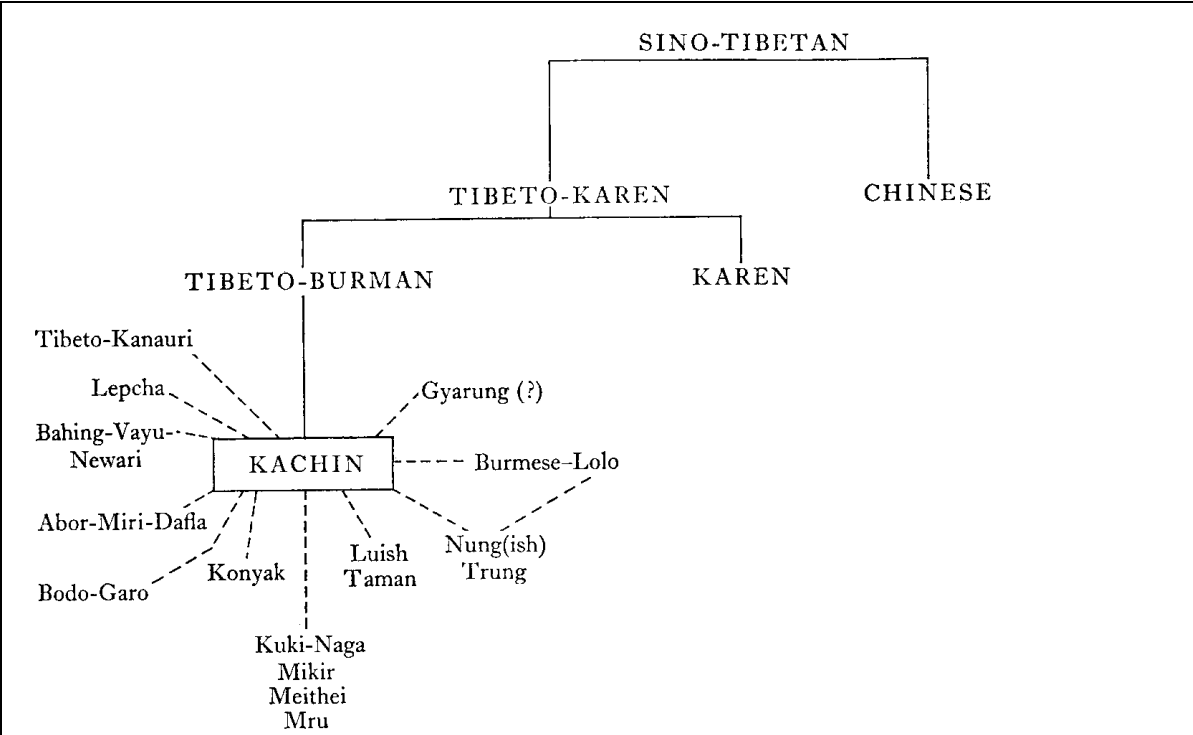 SINO-TIBETAN
TIBETO-KAREN
CHINESE
TIBETO-BURMAN
KAREN
Tibeto-Kanauri
Lepcha
Gyarung (?)
Bahing-Vayu-
Newari
KACHIN
Burmese–Lolo
Abor-Miri-Dafla
Nung(ish)
Trung
Luish
Taman
Konyak
Bodo-Garo
Kuki-Naga
Mikir
Meithei
Mru